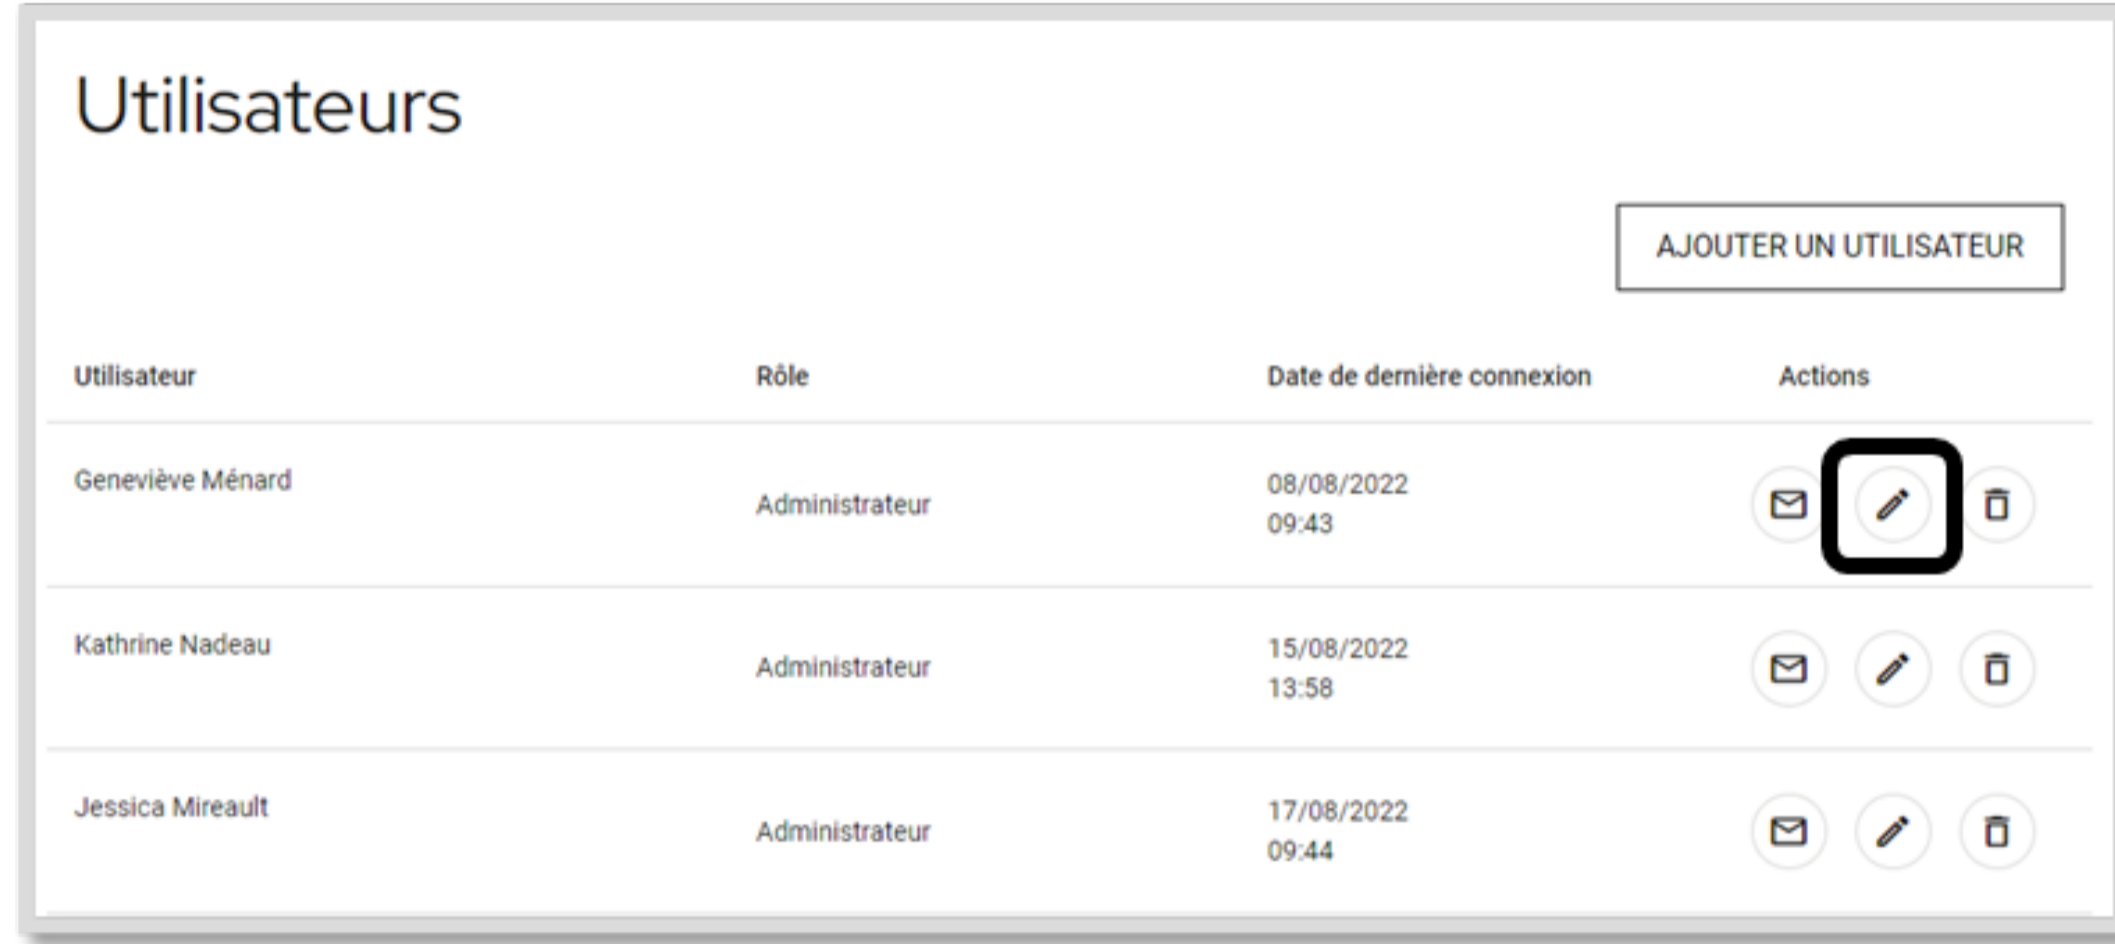 Utilisateurs
AJOUTER UN UTILISATEUR
Utilisateur Rôle Date de dernière connexion Actions
Geneviève Ménard Administrateur 08/08/2022
09:43
Kathrine Nadeau Administrateur 15/08/2022
13:58
Jessica Mireault Administrateur 17/08/2022
09:44